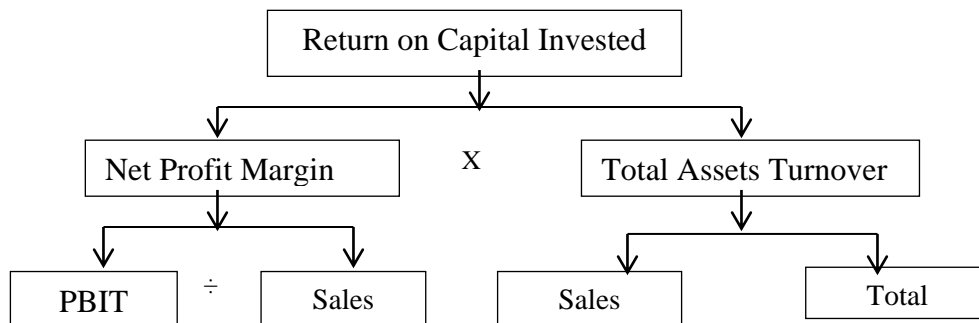 Return on Capital Invested
Net Profit Margin X Total Assets Turnover
PBIT ÷ Sales Sales Total